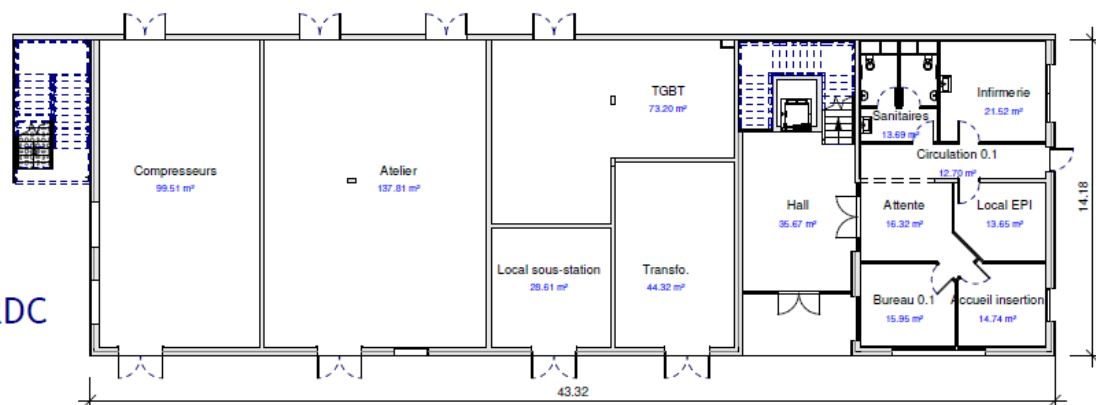 TGBT
73.20 m²
Infirmerie
21.52 m²
Sanitaires
13.69 m²
Compresseurs
99.51 m²
Atelier
137.81 m²
Circulation 0.1
12.70 m²
Hall
35.67 m²
Attente
16.32 m²
Local EPI
13.65 m²
14.18
Local sous-station
28.61 m²
Transfo.
44.32 m²
Bureau 0.1
15.95 m²
Accueil insertion
14.74 m²
DC
43.32